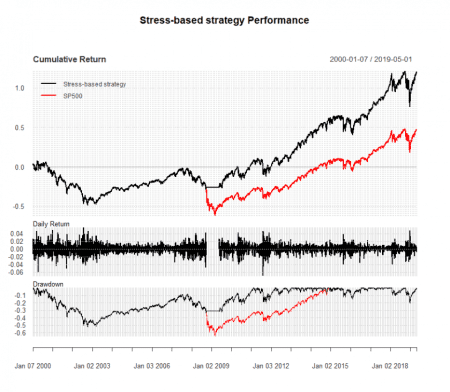 Stress-based strategy Performance
Cumulative Return 2000-01-07 / 2019-05-01
Stress-based strategy
SP500
1.0
0.5
0.0
-0.5
Daily Return
0.04
0.02
0.00
-0.02
-0.04
-0.06
Drawdown
-0.1
-0.2
-0.3
-0.4
-0.5
-0.6
Jan 07 2000 Jan 02 2003 Jan 03 2006 Jan 02 2009 Jan 03 2012 Jan 02 2015 Jan 02 2018